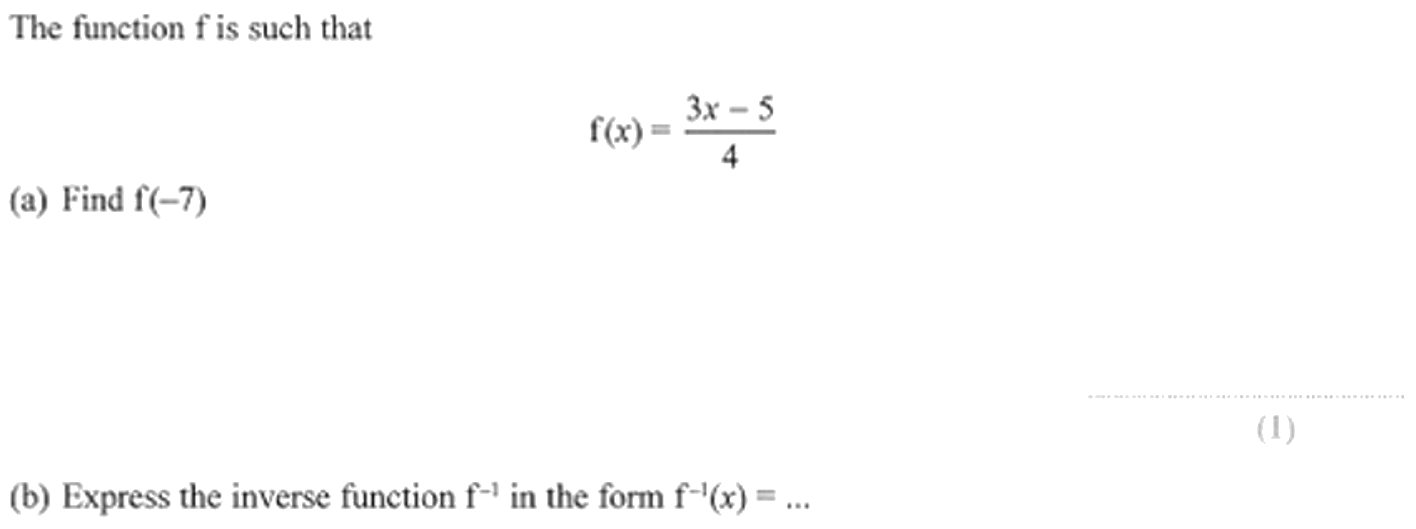 The function f is such that
f(x) = \frac{3x - 5}{4}
(a) Find f(–7)
(1)
(b) Express the inverse function f⁻¹ in the form f⁻¹(x) = ...